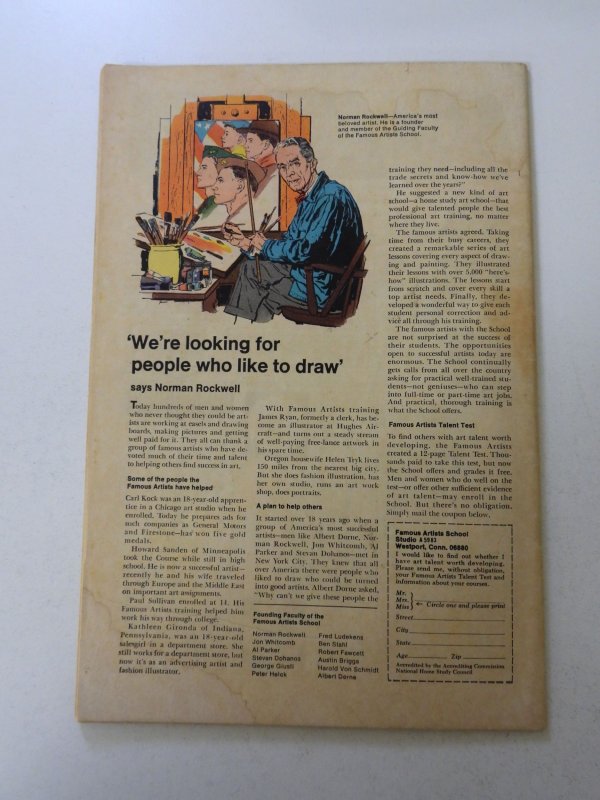 Norman Rockwell—America's most
beloved artist. He is a founder
and member of the Guiding Faculty
of the Famous Artists School.
'We're looking for
people who like to draw'
says Norman Rockwell
Today hundreds of men and women
who never thought they could be art-
ists are working at easels and drawing
boards, making pictures and getting
well paid for it. They all can thank a
group of famous artists who have de-
voted much of their time and talent
to helping others find success in art.
Some of the people the
Famous Artists have helped
Carl Kock was an 18-year-old appren-
tice in a Chicago art studio when he
enrolled. Today he prepares ads for
such companies as General Motors
and Firestone—has won five gold
medals.
Howard Sanden of Minneapolis
took the Course while still in high
school. He is now a successful artist—
recently he and his wife traveled
through Europe and the Middle East
on important art assignments.
Paul Sullivan enrolled at 14. His
Famous Artists training helped him
work his way through college.
Kathleen Gironda of Indiana,
Pennsylvania, was an 18-year-old
salesgirl in a department store. She
still works for a department store, but
now it's as an advertising artist and
fashion illustrator.
With Famous Artists training
James Ryan, formerly a clerk, has be-
come an illustrator at Hughes Air-
craft—and turns out a steady stream
of well-paying free-lance artwork in
his spare time.
Oregon housewife Helen Tryk lives
150 miles from the nearest big city.
But she does fashion illustration, has
her own studio, runs an art work
shop, does portraits.
A plan to help others
It started over 18 years ago when a
group of America's most successful
artists—men like Albert Dorne, Nor-
man Rockwell, Jon Whitcomb, Al
Parker and Stevan Dohanos—met in
New York City. They knew that all
over America there were people who
liked to draw who could be turned
into good artists. Albert Dorne asked,
"Why can't we give these people the
Founding Faculty of the
Famous Artists School
Norman Rockwell
Jon Whitcomb
Al Parker
Stevan Dohanos
George Giusti
Peter Helck
Fred Ludekens
Ben Stahl
Robert Fawcett
Austin Briggs
Harold Von Schmidt
Albert Dorne
training they need—including all the
trade secrets and know-how we've
learned over the years?"
He suggested a new kind of art
school—a home study art school—that
would give talented people the best
professional art training, no matter
where they live.
The famous artists agreed. Taking
time from their busy careers, they
created a remarkable series of art
lessons covering every aspect of draw-
ing and painting. They illustrated
their lessons with over 5,000 "here's-
how" illustrations. The lessons start
from scratch and cover every skill a
top artist needs. Finally, they de-
veloped a wonderful way to give each
student personal correction and ad-
vice all through his training.
The famous artists with the School
are not surprised at the success of
their students. The opportunities
open to successful artists today are
enormous. The School continually
gets calls from all over the country
asking for practical well-trained stu-
dents—not geniuses—who can step
into full-time or part-time art jobs.
And practical, thorough training is
what the School offers.
Famous Artists Talent Test
To find others with art talent worth
developing, the Famous Artists
created a 12-page Talent Test. Thou-
sands paid to take this test, but now
the School offers and grades it free.
Men and women who do well on the
test—or offer other sufficient evidence
of art talent—may enroll in the
School. But there's no obligation.
Simply mail the coupon below.
Famous Artists School
Studio
Westport, Conn. 06880
I would like to find out whether I
have art talent worth developing.
Please send me, without obligation,
your Famous Artists Talent Test and
information about your courses.
Mr.
Mrs.
Miss
Circle one and please print
Street
City
State
Age Zip
Accredited by the Accrediting Commission
National Home Study Council